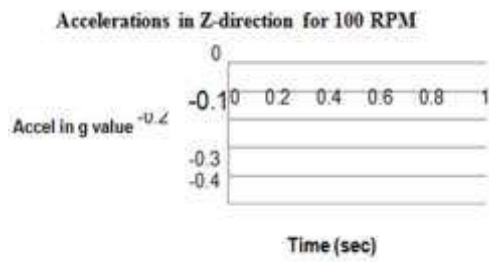 Accelerations in Z-direction for 100 RPM
0
-0.1 0 0.2 0.4 0.6 0.8 1
Accel in g value -0.2
-0.3
-0.4
Time (sec)